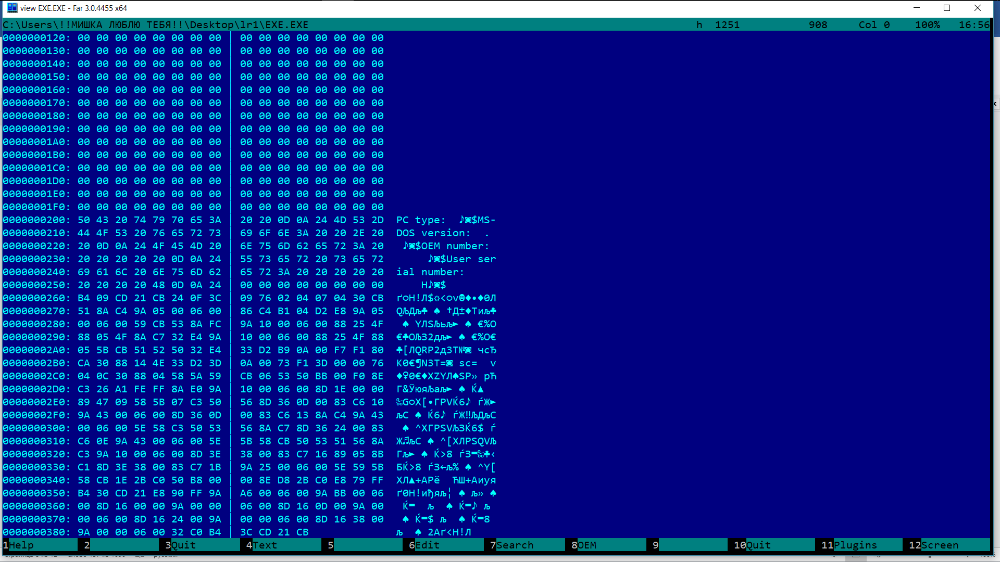 view EXE.EXE - Far 3.0.4455 x64
C:\Users\!!МИШКА ЛЮБЛЮ ТЕБЯ!!\Desktop\lr1\EXE.EXE h 1251 908 Col 0 100% 16:56
0000000120: 00 00 00 00 00 00 00 00 | 00 00 00 00 00 00 00 00
0000000130: 00 00 00 00 00 00 00 00 | 00 00 00 00 00 00 00 00
0000000140: 00 00 00 00 00 00 00 00 | 00 00 00 00 00 00 00 00
0000000150: 00 00 00 00 00 00 00 00 | 00 00 00 00 00 00 00 00
0000000160: 00 00 00 00 00 00 00 00 | 00 00 00 00 00 00 00 00
0000000170: 00 00 00 00 00 00 00 00 | 00 00 00 00 00 00 00 00
0000000180: 00 00 00 00 00 00 00 00 | 00 00 00 00 00 00 00 00
0000000190: 00 00 00 00 00 00 00 00 | 00 00 00 00 00 00 00 00
00000001A0: 00 00 00 00 00 00 00 00 | 00 00 00 00 00 00 00 00
00000001B0: 00 00 00 00 00 00 00 00 | 00 00 00 00 00 00 00 00
00000001C0: 00 00 00 00 00 00 00 00 | 00 00 00 00 00 00 00 00
00000001D0: 00 00 00 00 00 00 00 00 | 00 00 00 00 00 00 00 00
00000001E0: 00 00 00 00 00 00 00 00 | 00 00 00 00 00 00 00 00
00000001F0: 00 00 00 00 00 00 00 00 | 00 00 00 00 00 00 00 00
0000000200: 50 43 20 74 79 70 65 3A | 20 20 0D 0A 24 4D 53 2D PC type:  ♪◙$MS-
0000000210: 44 4F 53 20 76 65 72 73 | 69 6F 6E 3A 20 20 2E 20 DOS version:  .
0000000220: 20 0D 0A 24 4F 45 4D 20 | 6E 75 6D 62 65 72 3A 20 ♪◙$OEM number:
0000000230: 20 20 20 20 20 0D 0A 24 | 55 73 65 72 20 73 65 72 ♪◙$User ser
0000000240: 69 61 6C 20 6E 75 6D 62 | 65 72 3A 20 20 20 20 20 ial number:
0000000250: 20 20 20 20 48 0D 0A 24 | 00 00 00 00 00 00 00 00 H♪◙$
0000000260: B4 09 CD 21 CB 24 0F 3C | 09 76 02 04 07 04 30 CB ґ○Н!Л$☼<○v☻♦•♦0Л
0000000270: 51 8A C4 9A 05 00 06 00 | 86 C4 B1 04 D2 E8 9A 05 QЉДљ♣ ♠ †Д±♦Тиљ♣
0000000280: 00 06 00 59 CB 53 8A FC | 9A 10 00 06 00 88 25 4F ♠ YЛSЉьљ► ♠ €%O
0000000290: 88 05 4F 8A C7 32 E4 9A | 10 00 06 00 88 25 4F 88 €♣OЉЗ2дљ► ♠ €%O€
00000002A0: 05 5B CB 51 52 50 32 E4 | 33 D2 B9 0A 00 F7 F1 80 ♣[ЛQRP2д3Т№◙ чсЂ
00000002B0: CA 30 88 14 4E 33 D2 3D | 0A 00 73 F1 3D 00 00 76 К0€¶N3Т=◙ sс=  v
00000002C0: 04 0C 30 88 04 58 5A 59 | CB 06 53 50 BB 00 F0 8E ♦♀0€♦XZYЛ♠SP» рЋ
00000002D0: C3 26 A1 FE FF 8A E0 9A | 10 00 06 00 8D 1E 00 00 Г&ЎюяЉаљ► ♠ Ќ▲
00000002E0: 89 47 09 58 5B 07 C3 50 | 56 8D 36 0D 00 83 C6 10 ‰G○X[•ГPVЌ6♪ ѓЖ►
00000002F0: 9A 43 00 06 00 8D 36 0D | 00 83 C6 13 8A C4 9A 43 љC ♠ Ќ6♪ ѓЖ‼ЉДљC
0000000300: 00 06 00 5E 58 C3 50 53 | 56 8A C7 8D 36 24 00 83 ♠ ^XГPSVЉЗЌ6$ ѓ
0000000310: C6 0E 9A 43 00 06 00 5E | 5B 58 CB 50 53 51 56 8A Ж♫љC ♠ ^[XЛPSQVЉ
0000000320: C3 9A 10 00 06 00 8D 3E | 38 00 83 C7 16 89 05 8B Гљ► ♠ Ќ>8 ѓЗ▬‰♣‹
0000000330: C1 8D 3E 38 00 83 C7 1B | 9A 25 00 06 00 5E 59 5B БЌ>8 ѓЗ←љ% ♠ ^Y[
0000000340: 58 CB 1E 2B C0 50 B8 00 | 00 8E D8 2B C0 E8 79 FF XЛ▲+АPё  ЋШ+Аиyя
0000000350: B4 30 CD 21 E8 90 FF 9A | A6 00 06 00 9A BB 00 06 ґ0Н!иђяљ¦ ♠ љ» ♠
0000000360: 00 8D 16 00 00 9A 00 00 | 06 00 8D 16 0D 00 9A 00 Ќ▬  љ  ♠ Ќ▬♪ љ
0000000370: 00 06 00 8D 16 24 00 9A | 00 00 06 00 8D 16 38 00 ♠ Ќ▬$ љ  ♠ Ќ▬8
0000000380: 9A 00 00 06 00 32 C0 B4 | 3C CD 21 CB љ  ♠ 2Аґ<Н!Л
1Help 2 3Quit 4Text 5 6Edit 7Search 8OEM 9 10Quit 11Plugins 12Screen